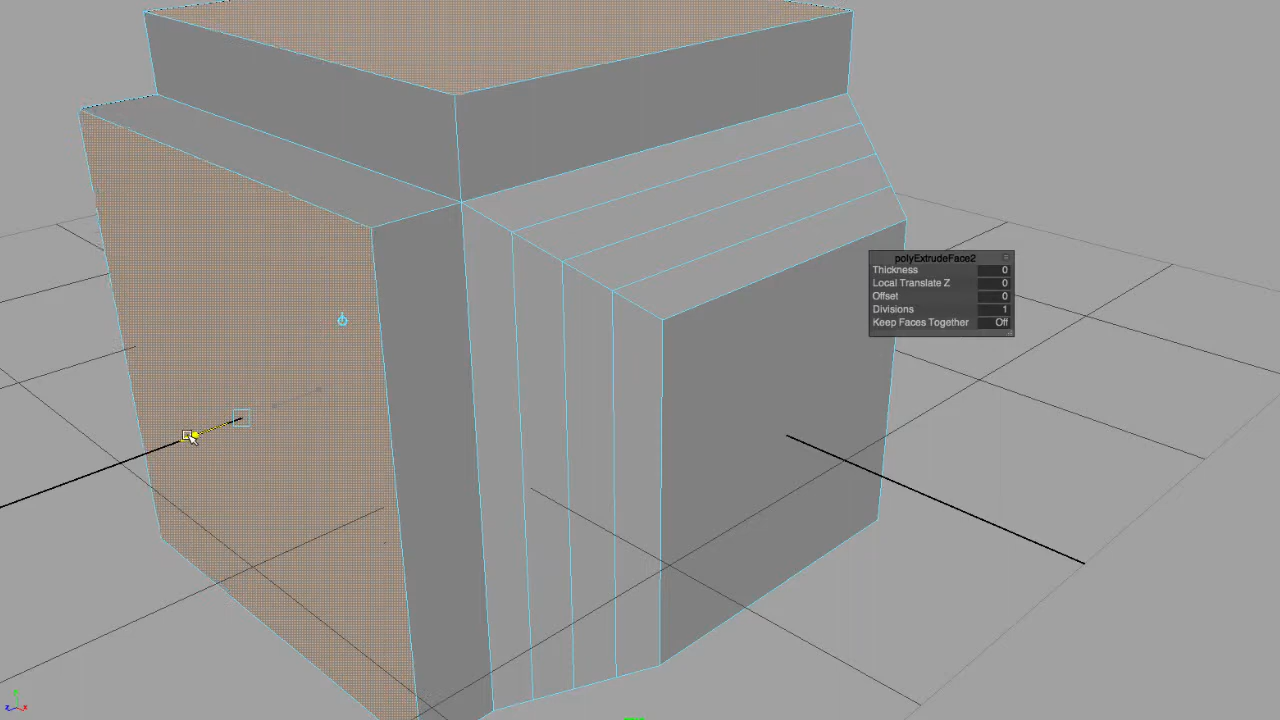 polyExtrudeFace2
Thickness 0
Local Translate Z 0
Offset 0
Divisions 1
Keep Faces Together Off